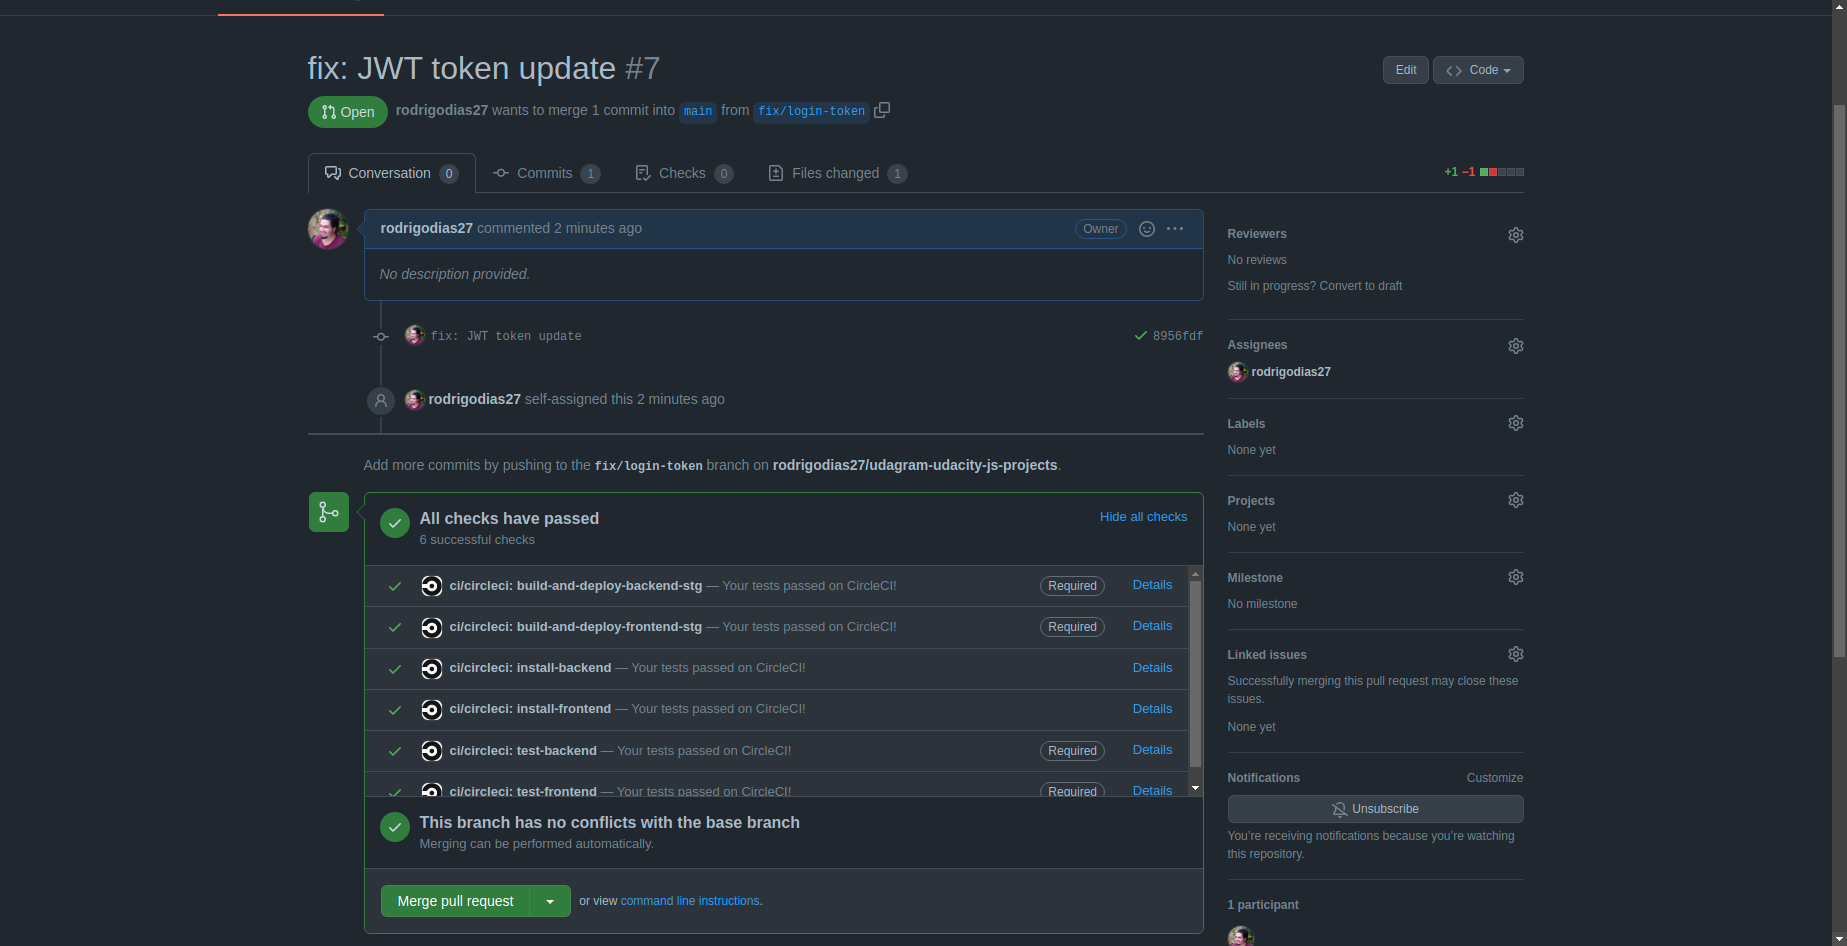 fix: JWT token update #7
Edit
Code
Open
rodrigodias27 wants to merge 1 commit into main from fix/login-token
Conversation 0
Commits 1
Checks 0
Files changed 1
+1 −1
rodrigodias27 commented 2 minutes ago
Owner
No description provided.
fix: JWT token update
8956fdf
rodrigodias27 self-assigned this 2 minutes ago
Add more commits by pushing to the fix/login-token branch on rodrigodias27/udagram-udacity-js-projects.
All checks have passed
6 successful checks
Hide all checks
ci/circleci: build-and-deploy-backend-stg — Your tests passed on CircleCI!
Required
Details
ci/circleci: build-and-deploy-frontend-stg — Your tests passed on CircleCI!
Required
Details
ci/circleci: install-backend — Your tests passed on CircleCI!
Details
ci/circleci: install-frontend — Your tests passed on CircleCI!
Details
ci/circleci: test-backend — Your tests passed on CircleCI!
Required
Details
ci/circleci: test-frontend — Your tests passed on CircleCI!
Required
Details
This branch has no conflicts with the base branch
Merging can be performed automatically.
Merge pull request
or view command line instructions.
Reviewers
No reviews
Still in progress? Convert to draft
Assignees
rodrigodias27
Labels
None yet
Projects
None yet
Milestone
No milestone
Linked issues
Successfully merging this pull request may close these
issues.
None yet
Notifications
Customize
Unsubscribe
You’re receiving notifications because you’re watching
this repository.
1 participant